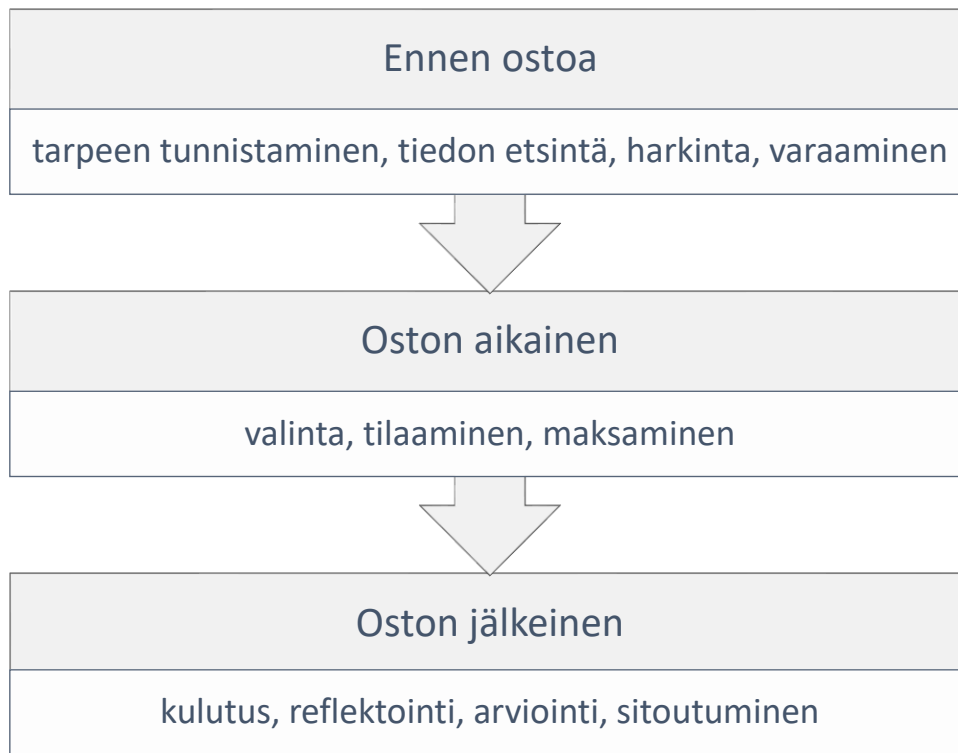 Ennen ostoa
tarpeen tunnistaminen, tiedon etsintä, harkinta, varaaminen
Oston aikainen
valinta, tilaaminen, maksaminen
Oston jälkeinen
kulutus, reflektointi, arviointi, sitoutuminen